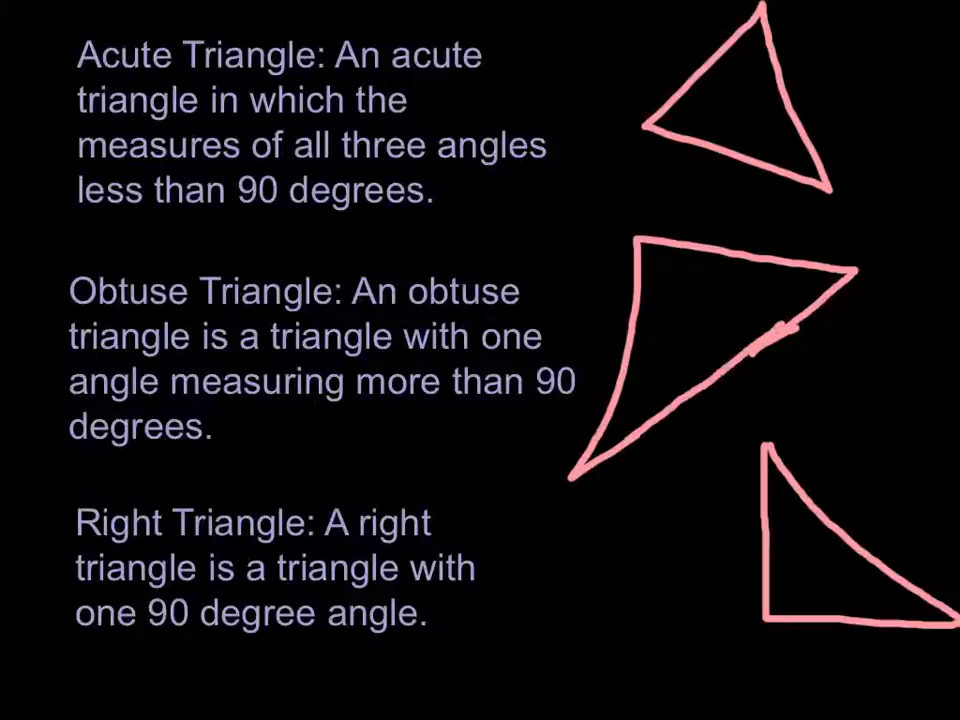 Acute Triangle: An acute
triangle in which the
measures of all three angles
less than 90 degrees.
Obtuse Triangle: An obtuse
triangle is a triangle with one
angle measuring more than 90
degrees.
Right Triangle: A right
triangle is a triangle with
one 90 degree angle.